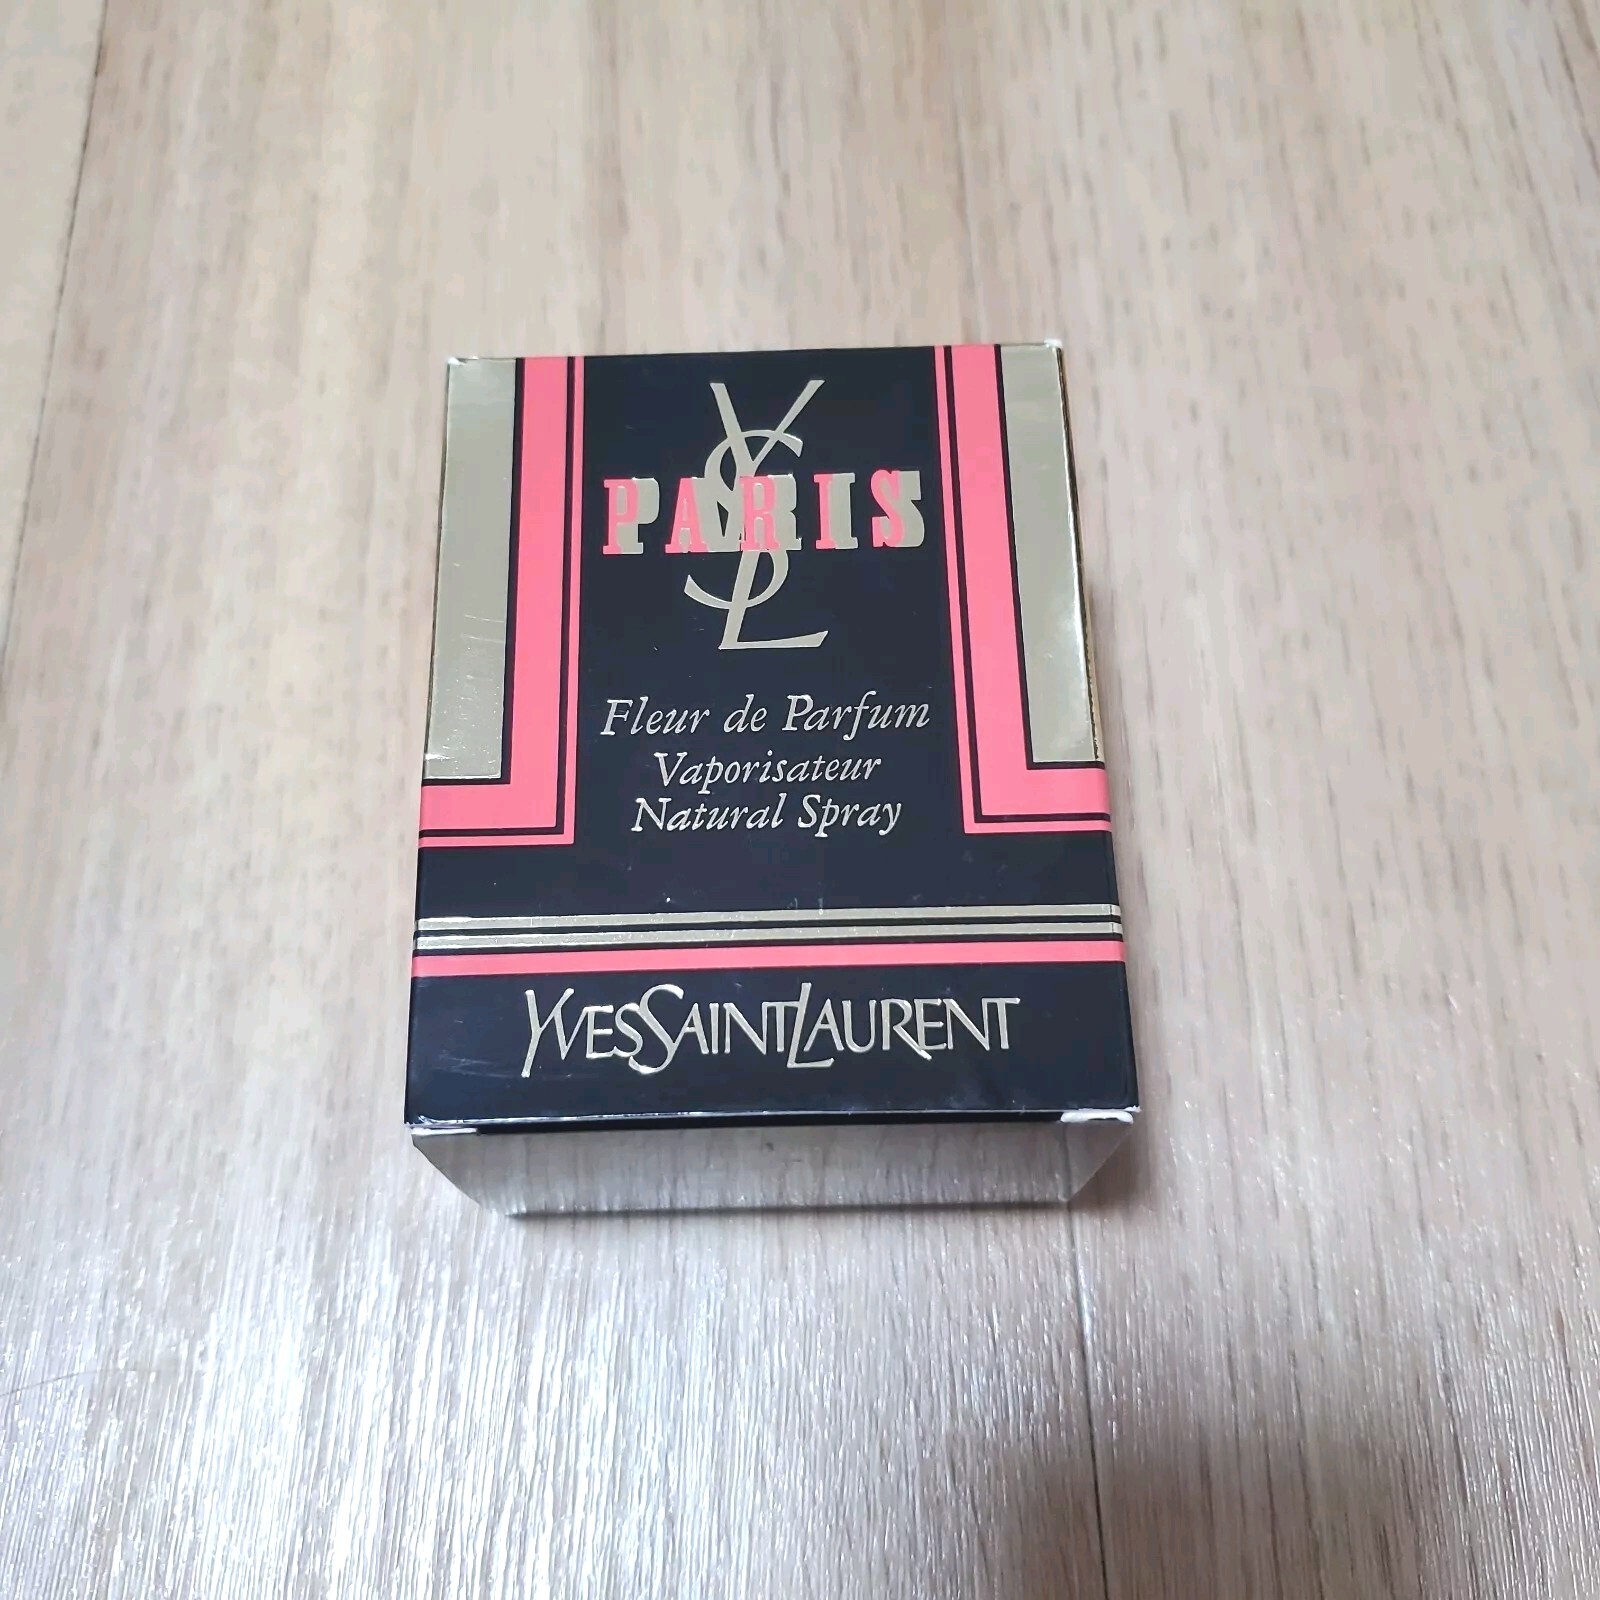 YSL
PARIS
Fleur de Parfum
Vaporisateur
Natural Spray
YVESSAINTLAURENT